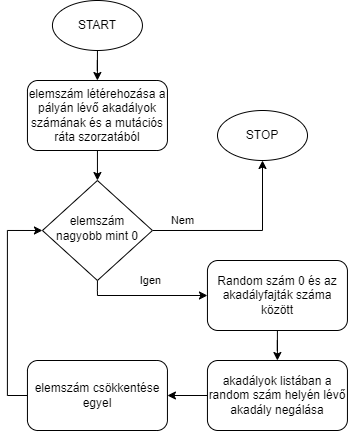 START
elemszám létérehozása a
pályán lévő akadályok
számának és a mutációs
ráta szorzatából
STOP
elemszám
nagyobb mint 0
Nem
Igen
Random szám 0 és az
akadályfajták száma
között
elemszám csökkentése
egyel
akadályok listában a
random szám helyén lévő
akadály negálása